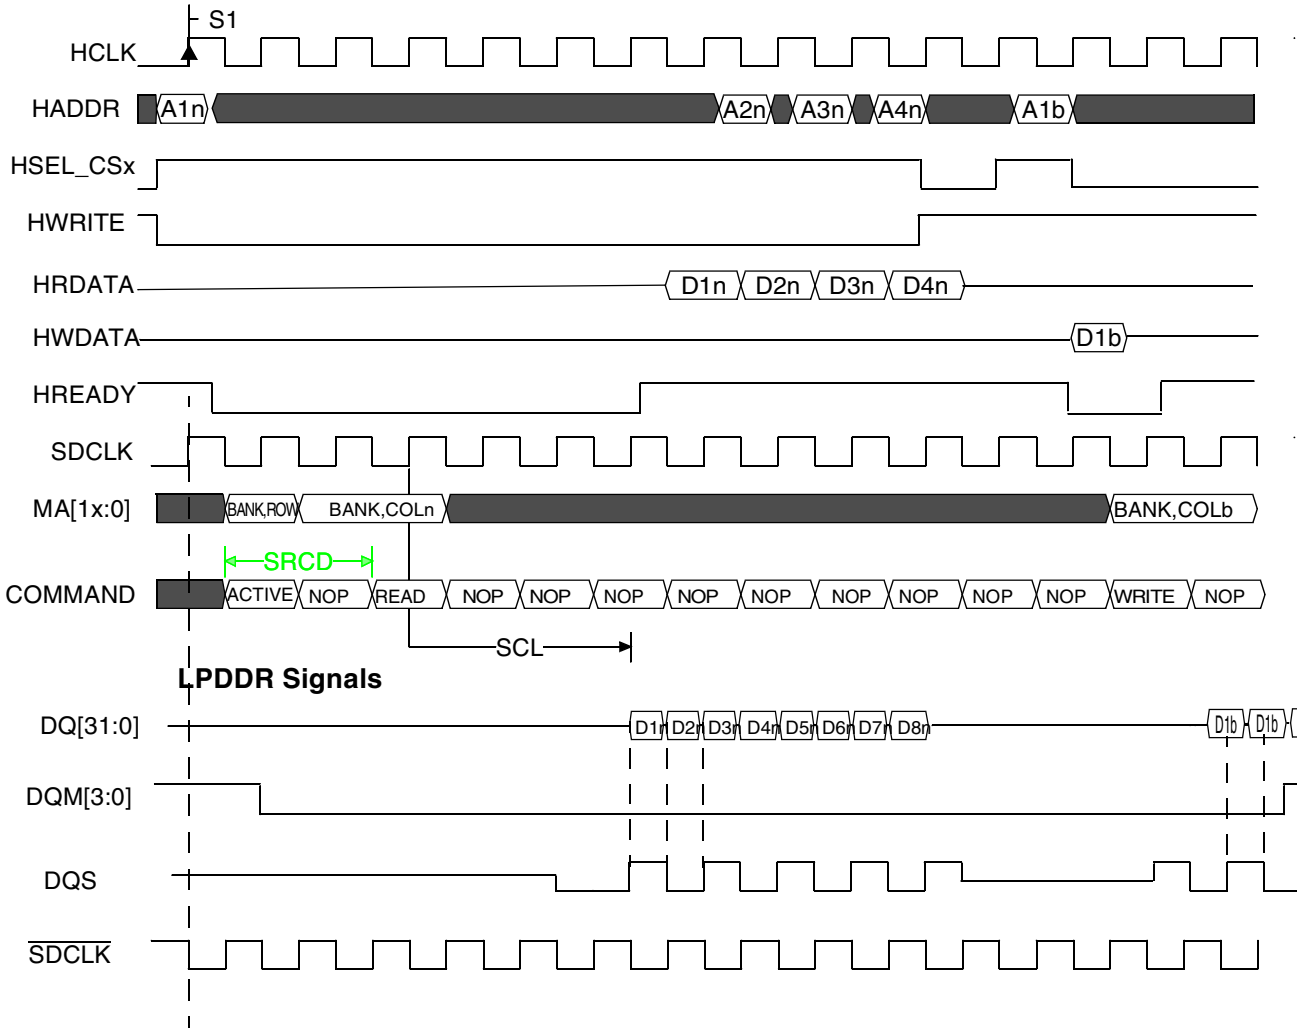 S1
HCLK
HADDR A1n A2n A3n A4n A1b
HSEL_CSx
HWRITE
HRDATA D1n D2n D3n D4n
HWDATA D1b
HREADY
SDCLK
MA[1x:0] BANK,ROW BANK,COLn BANK,COLb
SRCD
COMMAND ACTIVE NOP READ NOP NOP NOP NOP NOP NOP NOP NOP NOP WRITE NOP
SCL
LPDDR Signals
DQ[31:0] D1n D2n D3n D4n D5n D6n D7n D8n D1b D1b
DQM[3:0]
DQS
SDCLK